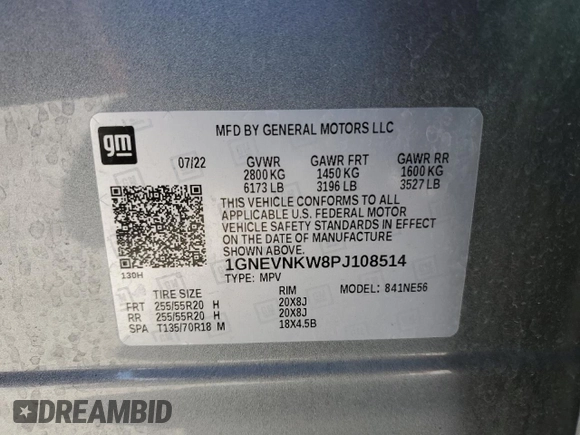 gm
MFD BY GENERAL MOTORS LLC
07/22 GVWR GAWR FRT GAWR RR
2800 KG 1450 KG 1600 KG
6173 LB 3196 LB 3527 LB
THIS VEHICLE CONFORMS TO ALL
APPLICABLE U.S. FEDERAL MOTOR
VEHICLE SAFETY STANDARDS IN EFFECT
ON THE DATE OF MANUFACTURE
SHOWN ABOVE.
130H
1GNEVNKW8PJ108514
TYPE: MPV MODEL: 841NE56
TIRE SIZE RIM
FRT 255/55R20 H 20X8J
RR 255/55R20 H 20X8J
SPA T135/70R18 M 18X4.5B
DREAMBID